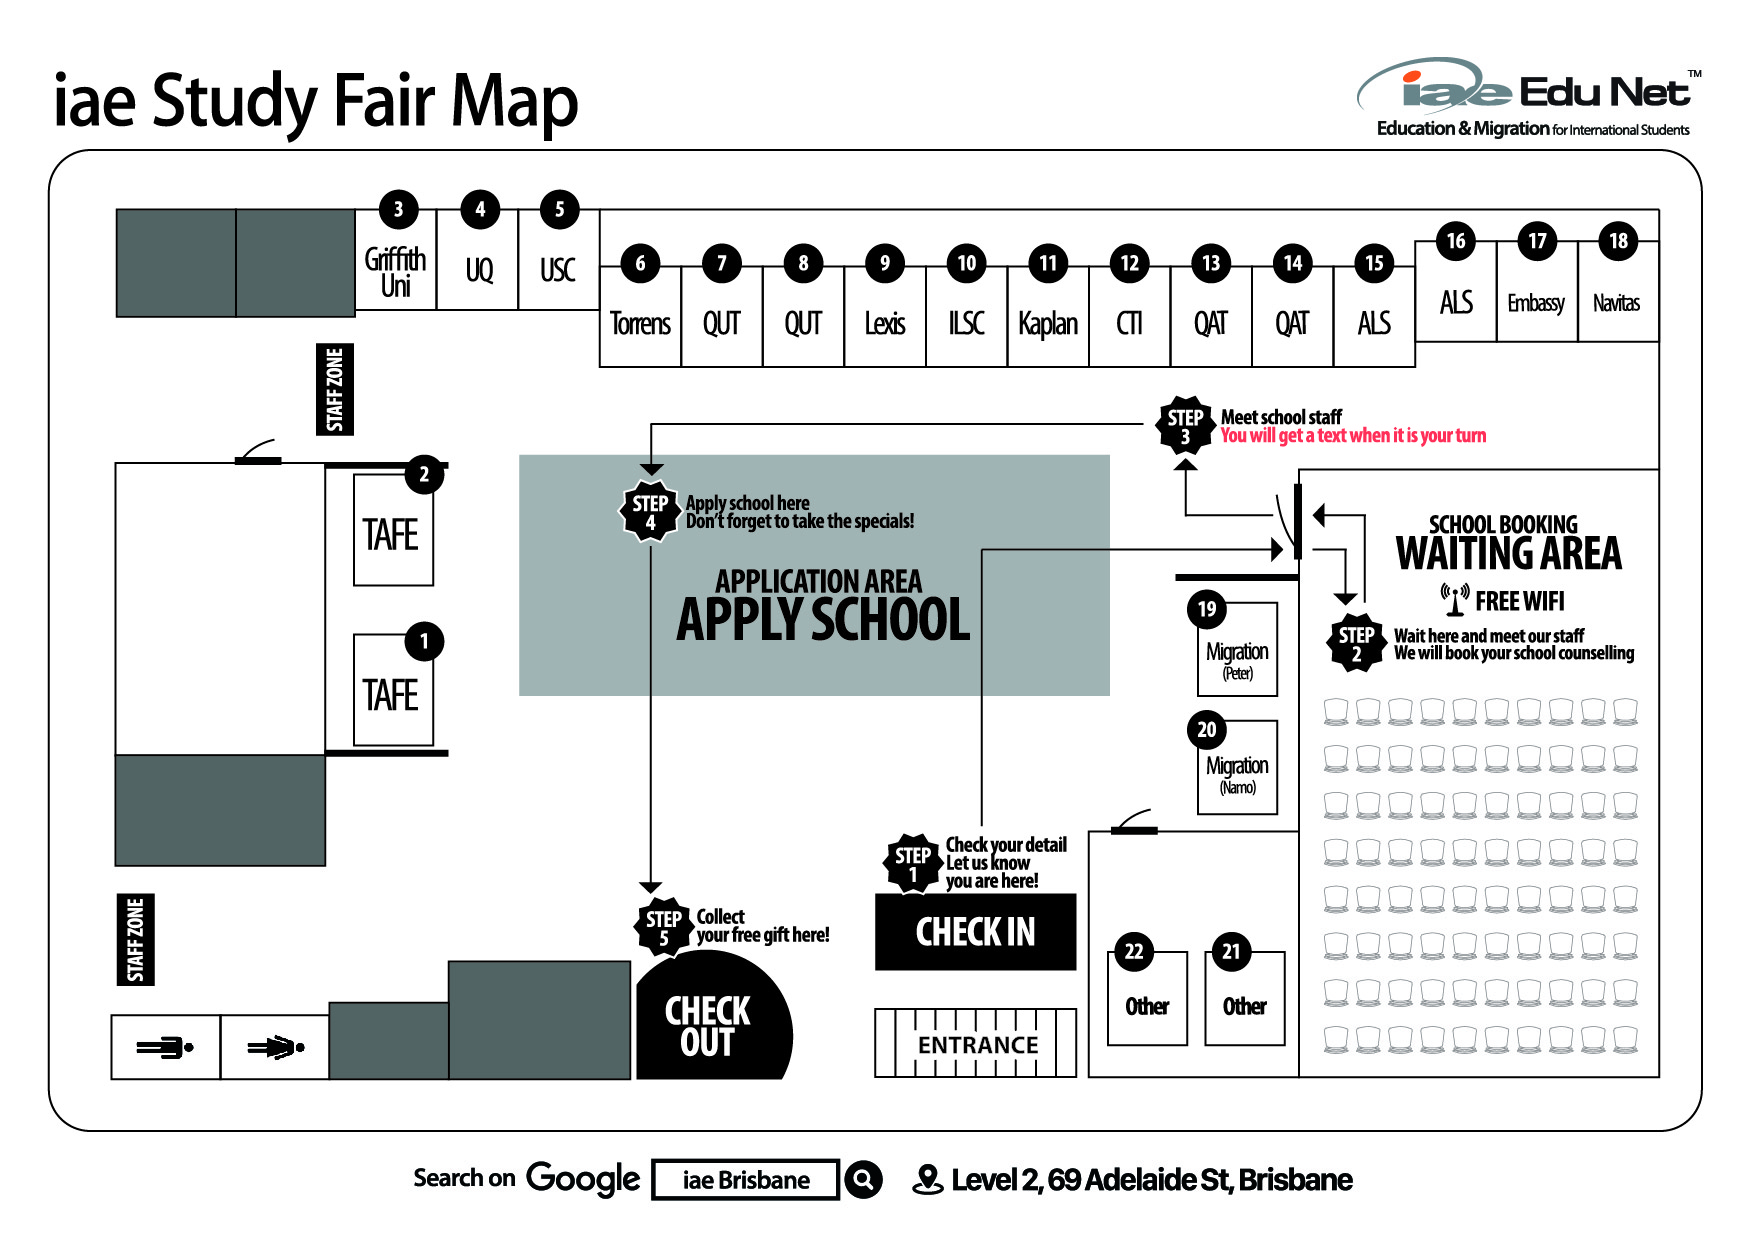 iae Study Fair Map
iae Edu Net™
Education & Migration for International Students
3
Griffith
Uni
4
UQ
5
USC
6
Torrens
7
QUT
8
QUT
9
Lexis
10
ILSC
11
Kaplan
12
CTI
13
QAT
14
QAT
15
ALS
16
ALS
17
Embassy
18
Navitas
STAFF ZONE
STEP
3
Meet school staff
You will get a text when it is your turn
2
TAFE
1
TAFE
STEP
4
Apply school here
Don't forget to take the specials!
APPLICATION AREA
APPLY SCHOOL
SCHOOL BOOKING
WAITING AREA
FREE WIFI
STEP
2
Wait here and meet our staff
We will book your school counselling
19
Migration
(Peter)
20
Migration
(Namo)
STEP
1
Check your detail
Let us know
you are here!
CHECK IN
STAFF ZONE
STEP
5
Collect
your free gift here!
CHECK
OUT
ENTRANCE
22
Other
21
Other
Search on Google
iae Brisbane
Level 2, 69 Adelaide St, Brisbane